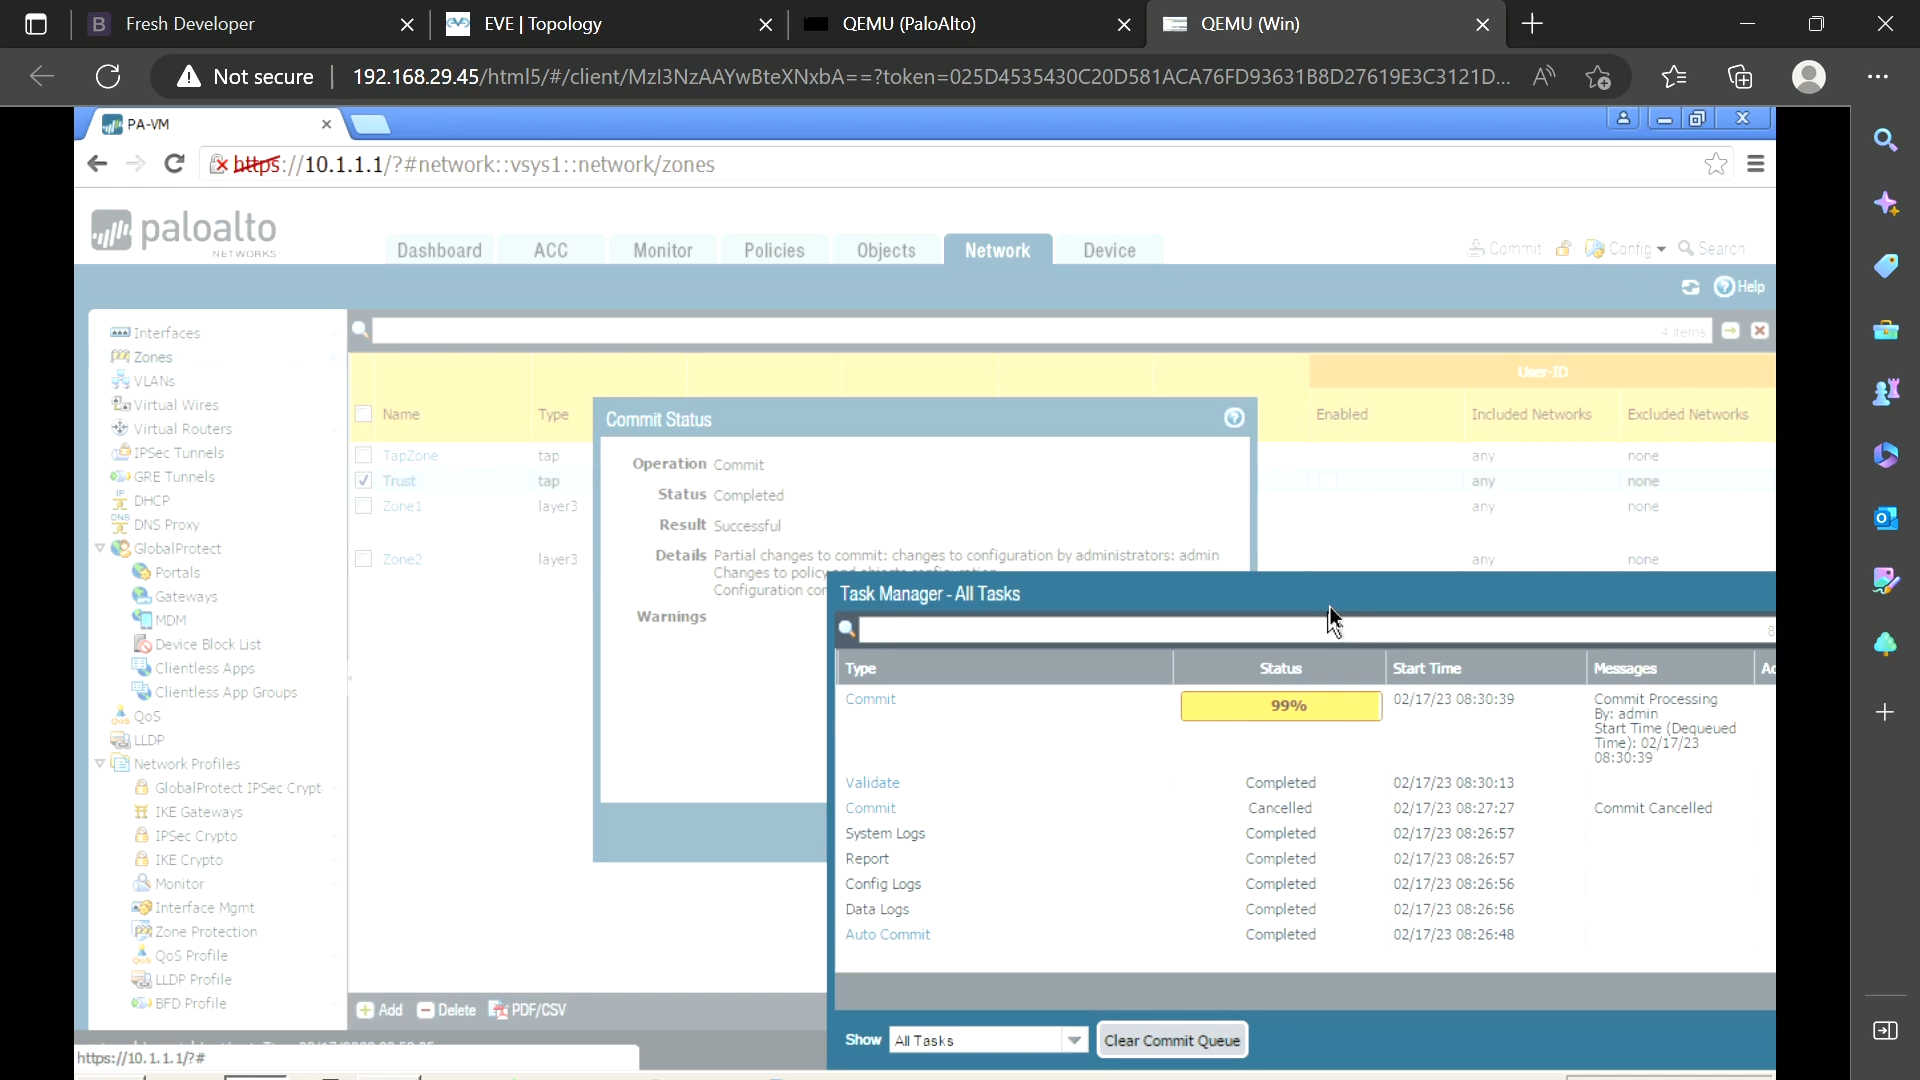 Fresh Developer
EVE | Topology
QEMU (PaloAlto)
QEMU (Win)
Not secure
192.168.29.45/html5/#/client/MzI3NzAAYwBteXNxbA==?token=025D4535430C20D581ACA76FD93631B8D27619E3C3121D...
PA-VM
https://10.1.1.1/?#network::vsys1::network/zones
paloalto
NETWORKS
Dashboard ACC Monitor Policies Objects Network Device
Commit Config Search
Help
Interfaces
Zones
VLANs
Virtual Wires
Virtual Routers
IPSec Tunnels
GRE Tunnels
DHCP
DNS Proxy
GlobalProtect
Portals
Gateways
MDM
Device Block List
Clientless Apps
Clientless App Groups
QoS
LLDP
Network Profiles
GlobalProtect IPSec Crypt
IKE Gateways
IPSec Crypto
IKE Crypto
Monitor
Interface Mgmt
Zone Protection
QoS Profile
LLDP Profile
BFD Profile
4 items
User-ID
Name Type Enabled Included Networks Excluded Networks
TapZone tap any none
Trust tap any none
Zone1 layer3 any none
Zone2 layer3 any none
Commit Status
Operation Commit
Status Completed
Result Successful
Details Partial changes to commit: changes to configuration by administrators: admin
Changes to policy
Configuration
Warnings
Task Manager - All Tasks
8
Type Status Start Time Messages
Commit 99% 02/17/23 08:30:39 Commit Processing
By: admin
Start Time (Dequeued
Time): 02/17/23
08:30:39
Validate Completed 02/17/23 08:30:13
Commit Cancelled 02/17/23 08:27:27 Commit Cancelled
System Logs Completed 02/17/23 08:26:57
Report Completed 02/17/23 08:26:57
Config Logs Completed 02/17/23 08:26:56
Data Logs Completed 02/17/23 08:26:56
Auto Commit Completed 02/17/23 08:26:48
Add Delete PDF/CSV
Show All Tasks Clear Commit Queue
https://10.1.1.1/?#